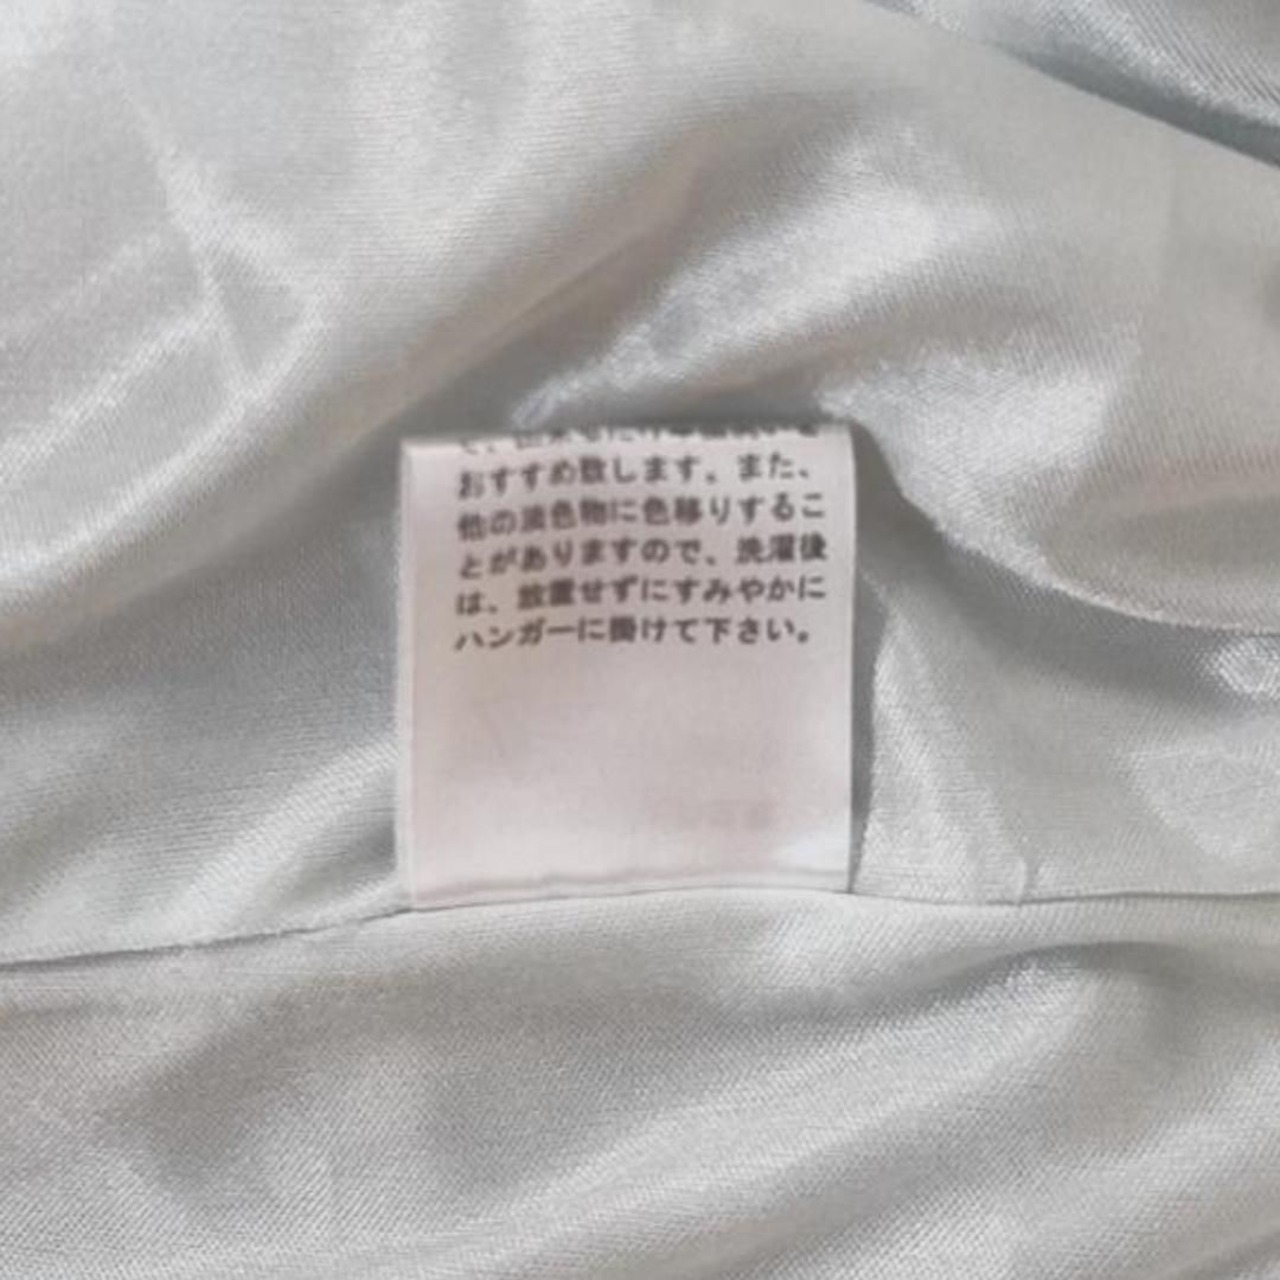 おすすめ致します。また、
他の淡色物に色移りするこ
とがありますので、洗濯後
は、放置せずにすみやかに
ハンガーに掛けて下さい。